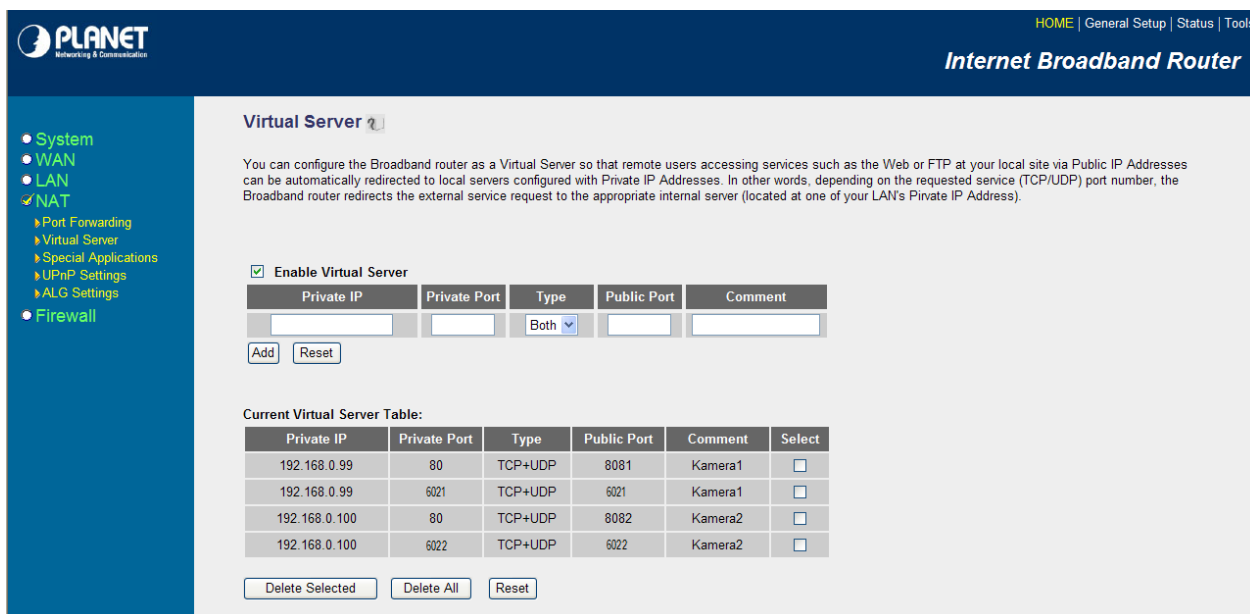 PLANET
Networking & Communication
HOME | General Setup | Status | Tools
Internet Broadband Router
System
WAN
LAN
NAT
Port Forwarding
Virtual Server
Special Applications
UPnP Settings
ALG Settings
Firewall
Virtual Server
You can configure the Broadband router as a Virtual Server so that remote users accessing services such as the Web or FTP at your local site via Public IP Addresses
can be automatically redirected to local servers configured with Private IP Addresses. In other words, depending on the requested service (TCP/UDP) port number, the
Broadband router redirects the external service request to the appropriate internal server (located at one of your LAN's Pirivate IP Address).
Enable Virtual Server
Private IP Private Port Type Public Port Comment
Both
Add Reset
Current Virtual Server Table:
Private IP Private Port Type Public Port Comment Select
192.168.0.99 80 TCP+UDP 8081 Kamera1
192.168.0.99 6021 TCP+UDP 6021 Kamera1
192.168.0.100 80 TCP+UDP 8082 Kamera2
192.168.0.100 6022 TCP+UDP 6022 Kamera2
Delete Selected Delete All Reset